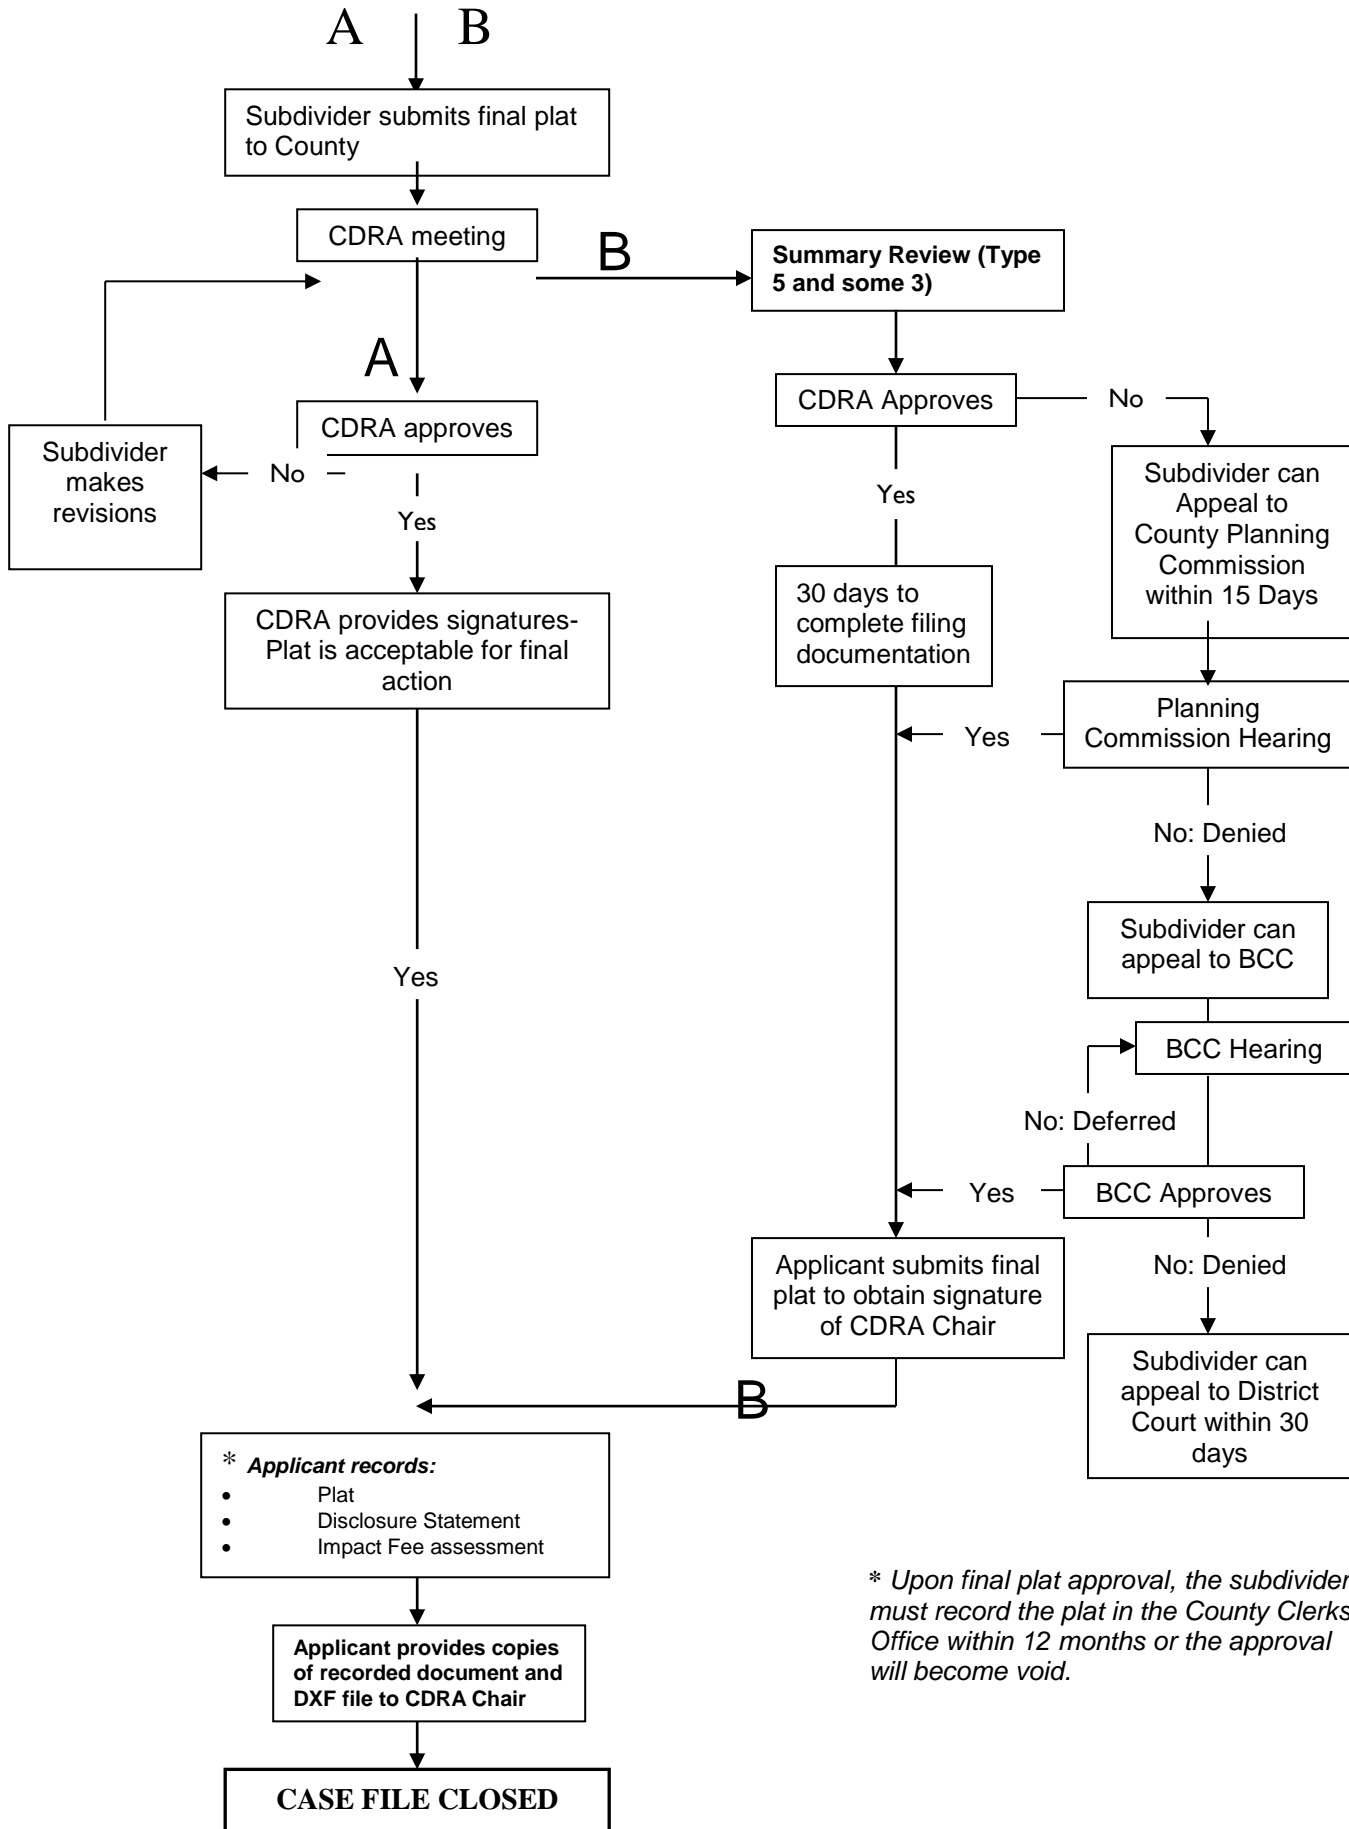 A B
Subdivider submits final plat
to County
CDRA meeting
B
Summary Review (Type
5 and some 3)
A
CDRA approves
CDRA Approves
No
Subdivider
makes
revisions
No
Yes
Yes
Subdivider can
Appeal to
County Planning
Commission
within 15 Days
CDRA provides signatures-
Plat is acceptable for final
action
30 days to
complete filing
documentation
Planning
Commission Hearing
Yes
No: Denied
Subdivider can
appeal to BCC
Yes
BCC Hearing
No: Deferred
BCC Approves
Yes
No: Denied
Applicant submits final
plat to obtain signature
of CDRA Chair
Subdivider can
appeal to District
Court within 30
days
B
* Applicant records:
• Plat
• Disclosure Statement
• Impact Fee assessment
* Upon final plat approval, the subdivider
must record the plat in the County Clerks
Office within 12 months or the approval
will become void.
Applicant provides copies
of recorded document and
DXF file to CDRA Chair
CASE FILE CLOSED